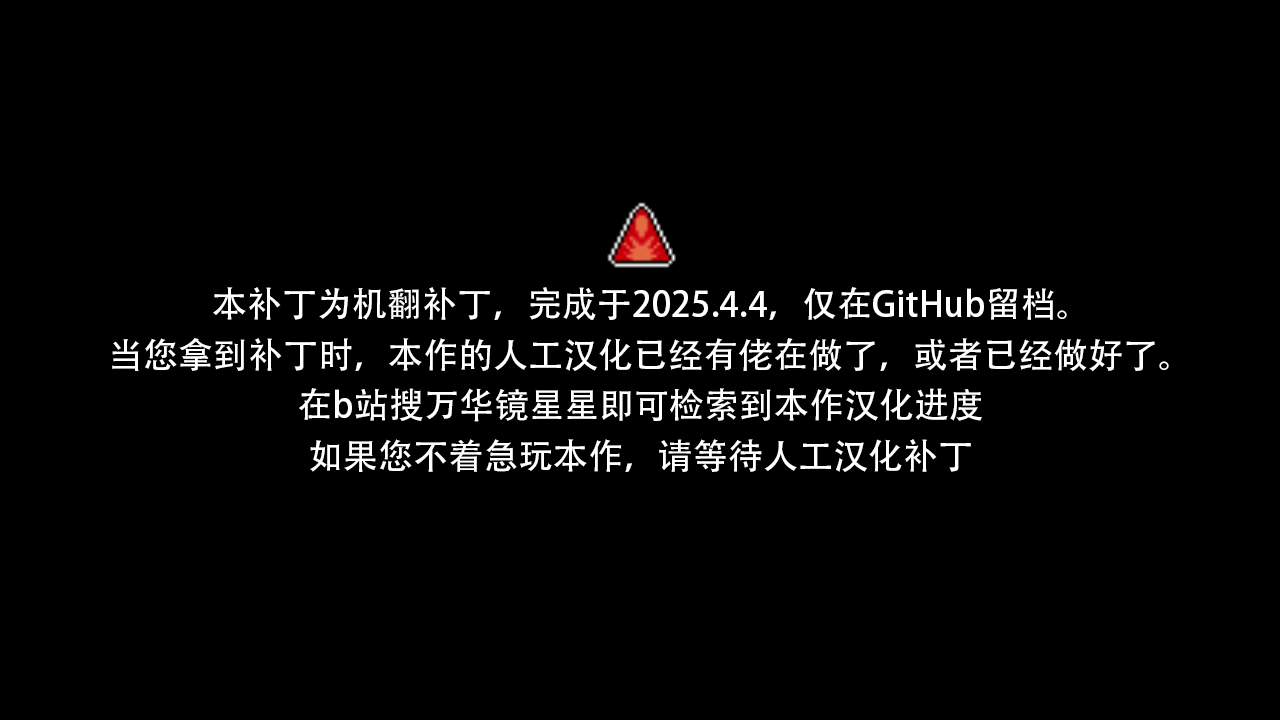 本补丁为机翻补丁，完成于2025.4.4，仅在GitHub留档。
当您拿到补丁时，本作的人工汉化已经有佬在做了，或者已经做好了。
在b站搜万华镜星星即可检索到本作汉化进度
如果您不着急玩本作，请等待人工汉化补丁